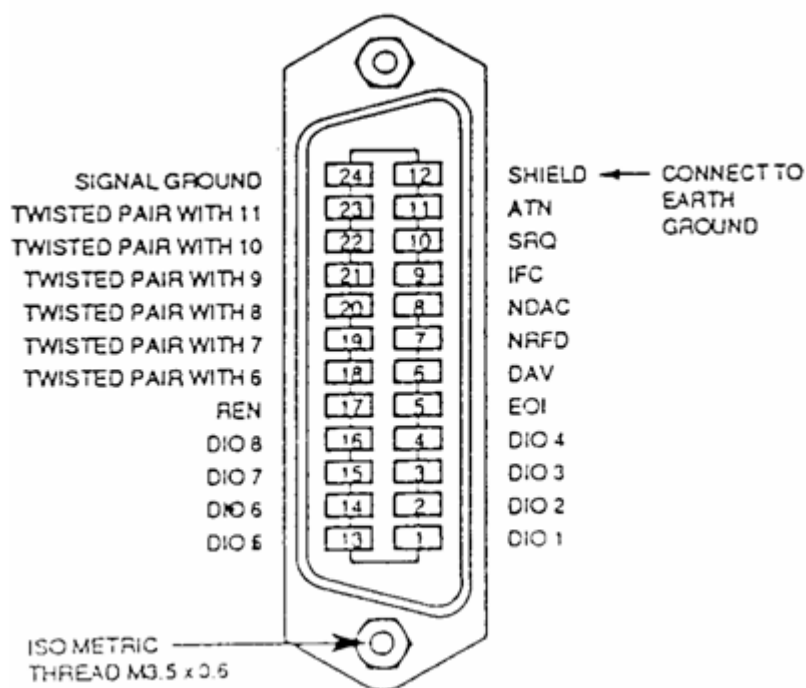 SIGNAL GROUND 24 12 SHIELD CONNECT TO
TWISTED PAIR WITH 11 23 11 ATN EARTH
TWISTED PAIR WITH 10 22 10 SRQ GROUND
TWISTED PAIR WITH 9 21 9 IFC
TWISTED PAIR WITH 8 20 8 NDAC
TWISTED PAIR WITH 7 19 7 NRFD
TWISTED PAIR WITH 6 18 6 DAV
REN 17 5 EOI
DIO 8 16 4 DIO 4
DIO 7 15 3 DIO 3
DIO 6 14 2 DIO 2
DIO 5 13 1 DIO 1
ISO METRIC
THREAD M3.5 x 0.6